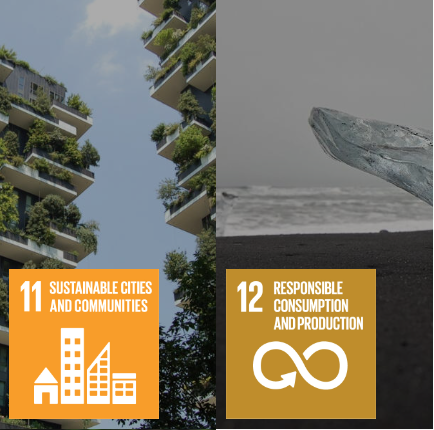 11 SUSTAINABLE CITIES
AND COMMUNITIES
12 RESPONSIBLE
CONSUMPTION
AND PRODUCTION